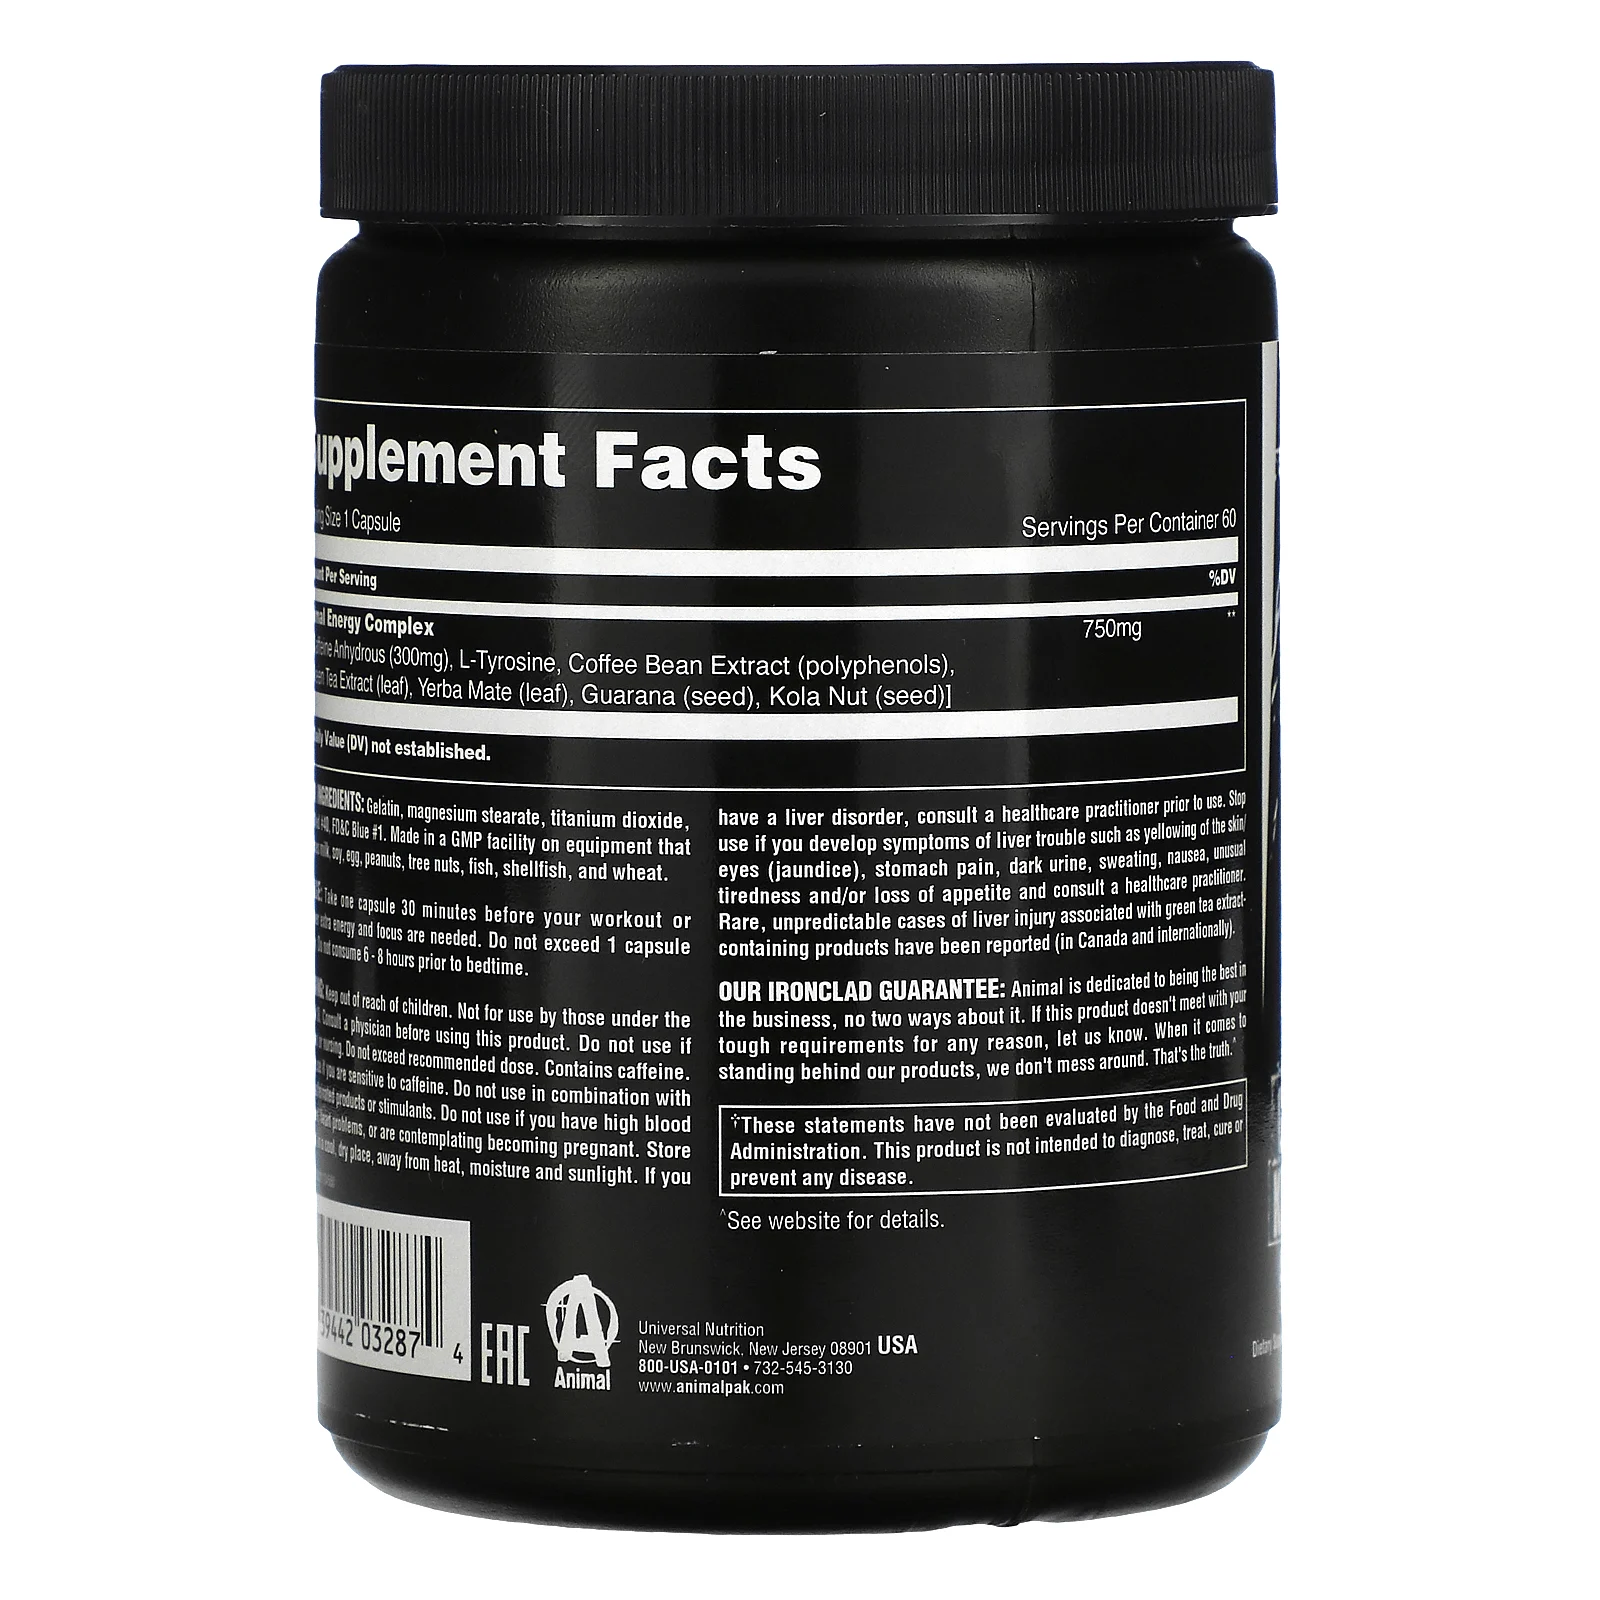 Supplement Facts
Size 1 Capsule
Servings Per Container 60
Per Serving
%DV
Energy Complex
750mg
**
Anhydrous (300mg), L-Tyrosine, Coffee Bean Extract (polyphenols),
Tea Extract (leaf), Yerba Mate (leaf), Guarana (seed), Kola Nut (seed)]
Value (DV) not established.
INGREDIENTS: Gelatin, magnesium stearate, titanium dioxide,
#40, FD&C Blue #1. Made in a GMP facility on equipment that
milk, soy, egg, peanuts, tree nuts, fish, shellfish, and wheat.
Take one capsule 30 minutes before your workout or
extra energy and focus are needed. Do not exceed 1 capsule
Do not consume 6 - 8 hours prior to bedtime.
Keep out of reach of children. Not for use by those under the
Consult a physician before using this product. Do not use if
or nursing. Do not exceed recommended dose. Contains caffeine.
if you are sensitive to caffeine. Do not use in combination with
products or stimulants. Do not use if you have high blood
problems, or are contemplating becoming pregnant. Store
cool, dry place, away from heat, moisture and sunlight. If you
have a liver disorder, consult a healthcare practitioner prior to use. Stop
use if you develop symptoms of liver trouble such as yellowing of the skin/
eyes (jaundice), stomach pain, dark urine, sweating, nausea, unusual
tiredness and/or loss of appetite and consult a healthcare practitioner.
Rare, unpredictable cases of liver injury associated with green tea extract-
containing products have been reported (in Canada and internationally).
OUR IRONCLAD GUARANTEE: Animal is dedicated to being the best in
the business, no two ways about it. If this product doesn't meet with your
tough requirements for any reason, let us know. When it comes to
standing behind our products, we don't mess around. That's the truth.^
†These statements have not been evaluated by the Food and Drug
Administration. This product is not intended to diagnose, treat, cure or
prevent any disease.
^See website for details.
39442 03287 4
EAC
A
Animal
Universal Nutrition
New Brunswick, New Jersey 08901 USA
800-USA-0101 • 732-545-3130
www.animalpak.com
Dietary